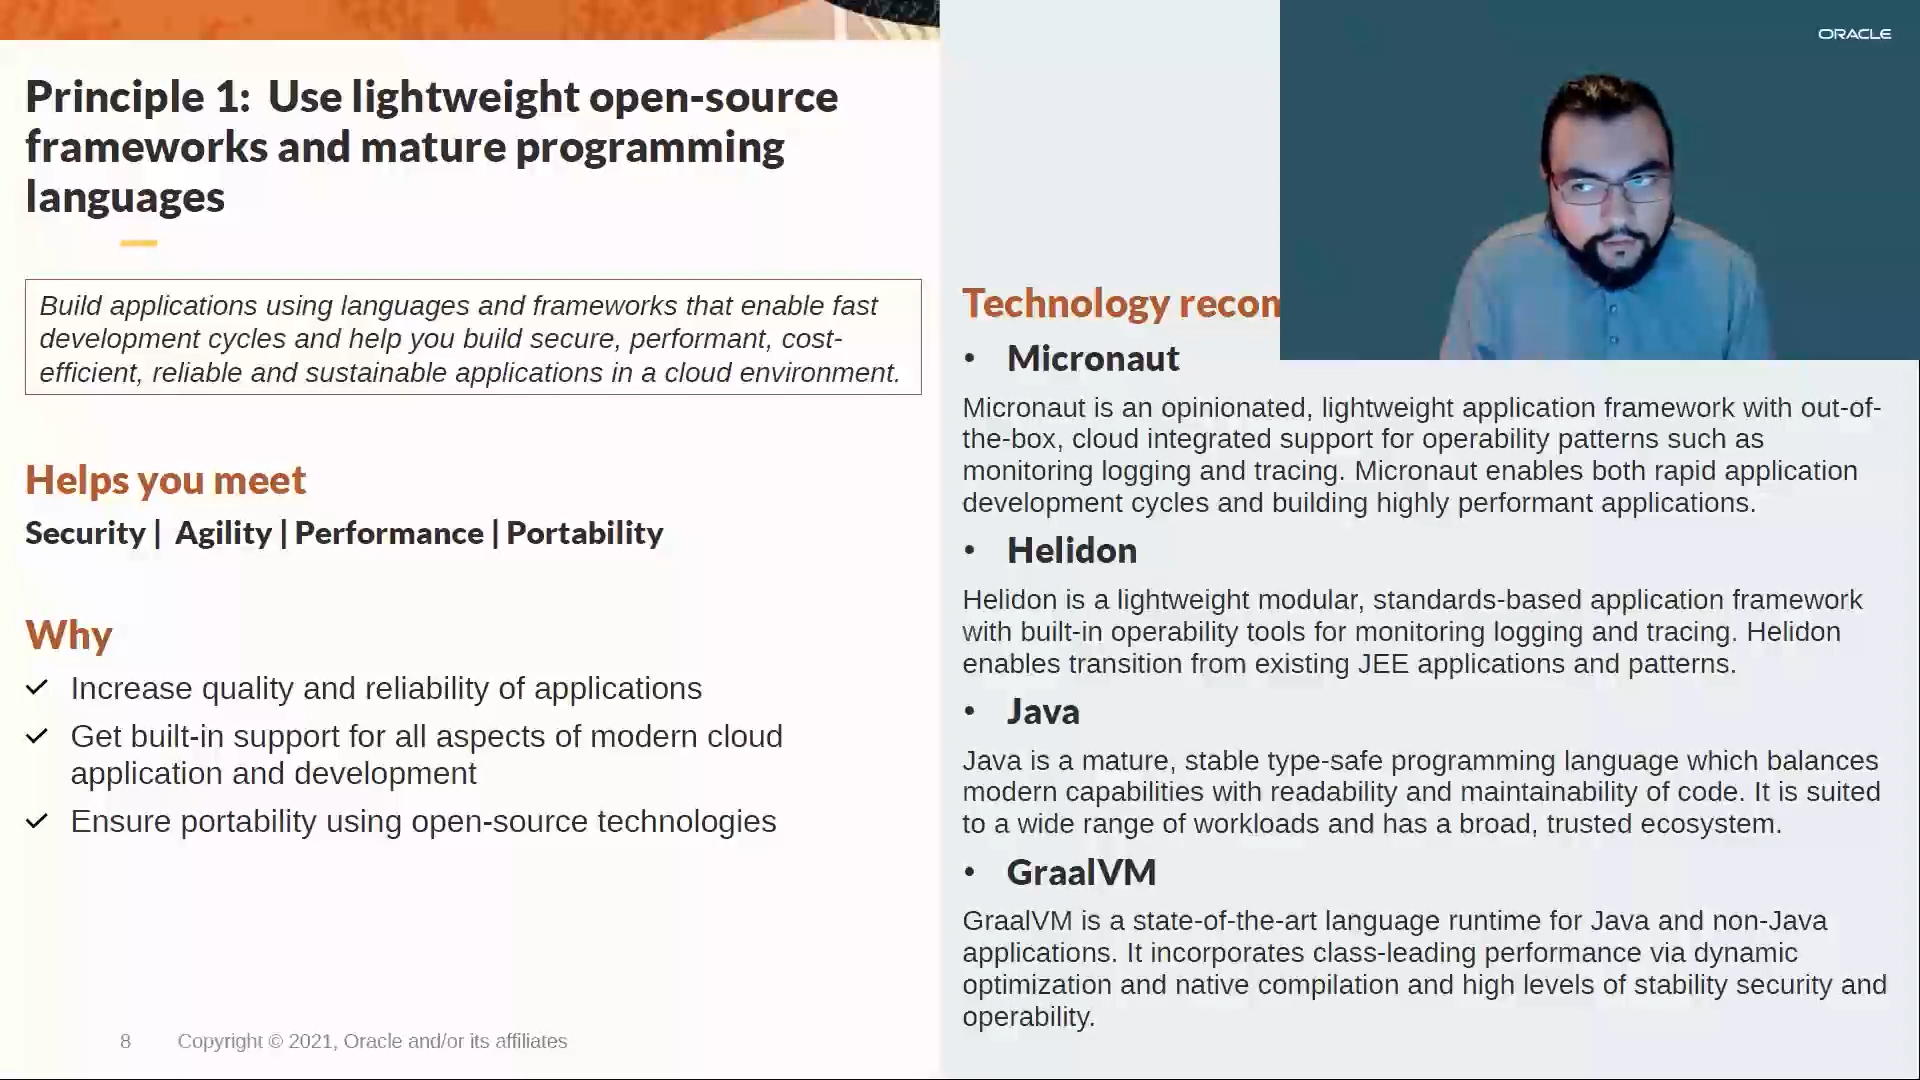 Principle 1:  Use lightweight open-source
frameworks and mature programming
languages
Build applications using languages and frameworks that enable fast
development cycles and help you build secure, performant, cost-
efficient, reliable and sustainable applications in a cloud environment.
Helps you meet
Security |  Agility | Performance | Portability
Why
✓ Increase quality and reliability of applications
✓ Get built-in support for all aspects of modern cloud
application and development
✓ Ensure portability using open-source technologies
8 Copyright © 2021, Oracle and/or its affiliates
ORACLE
Technology
• Micronaut
Micronaut is an opinionated, lightweight application framework with out-of-
the-box, cloud integrated support for operability patterns such as
monitoring logging and tracing. Micronaut enables both rapid application
development cycles and building highly performant applications.
• Helidon
Helidon is a lightweight modular, standards-based application framework
with built-in operability tools for monitoring logging and tracing. Helidon
enables transition from existing JEE applications and patterns.
• Java
Java is a mature, stable type-safe programming language which balances
modern capabilities with readability and maintainability of code. It is suited
to a wide range of workloads and has a broad, trusted ecosystem.
• GraalVM
GraalVM is a state-of-the-art language runtime for Java and non-Java
applications. It incorporates class-leading performance via dynamic
optimization and native compilation and high levels of stability security and
operability.